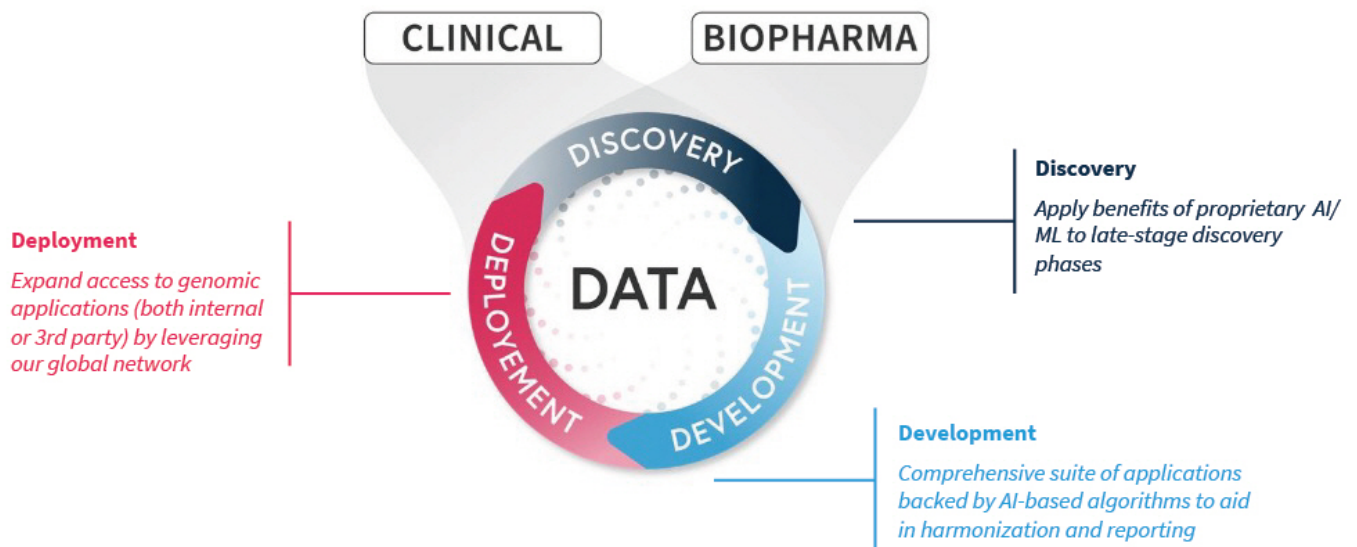 CLINICAL
BIOPHARMA
DISCOVERY
DEVELOPMENT
DEPLOYEMENT
DATA
Discovery
Apply benefits of proprietary AI/
ML to late-stage discovery
phases
Deployment
Expand access to genomic
applications (both internal
or 3rd party) by leveraging
our global network
Development
Comprehensive suite of applications
backed by AI-based algorithms to aid
in harmonization and reporting